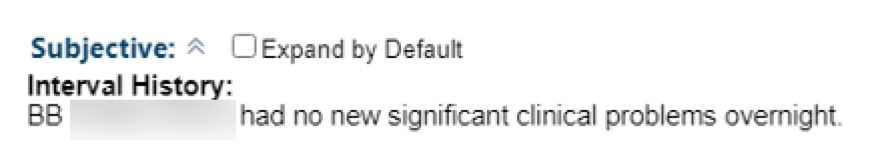 Subjective: Expand by Default
Interval History:
BB had no new significant clinical problems overnight.